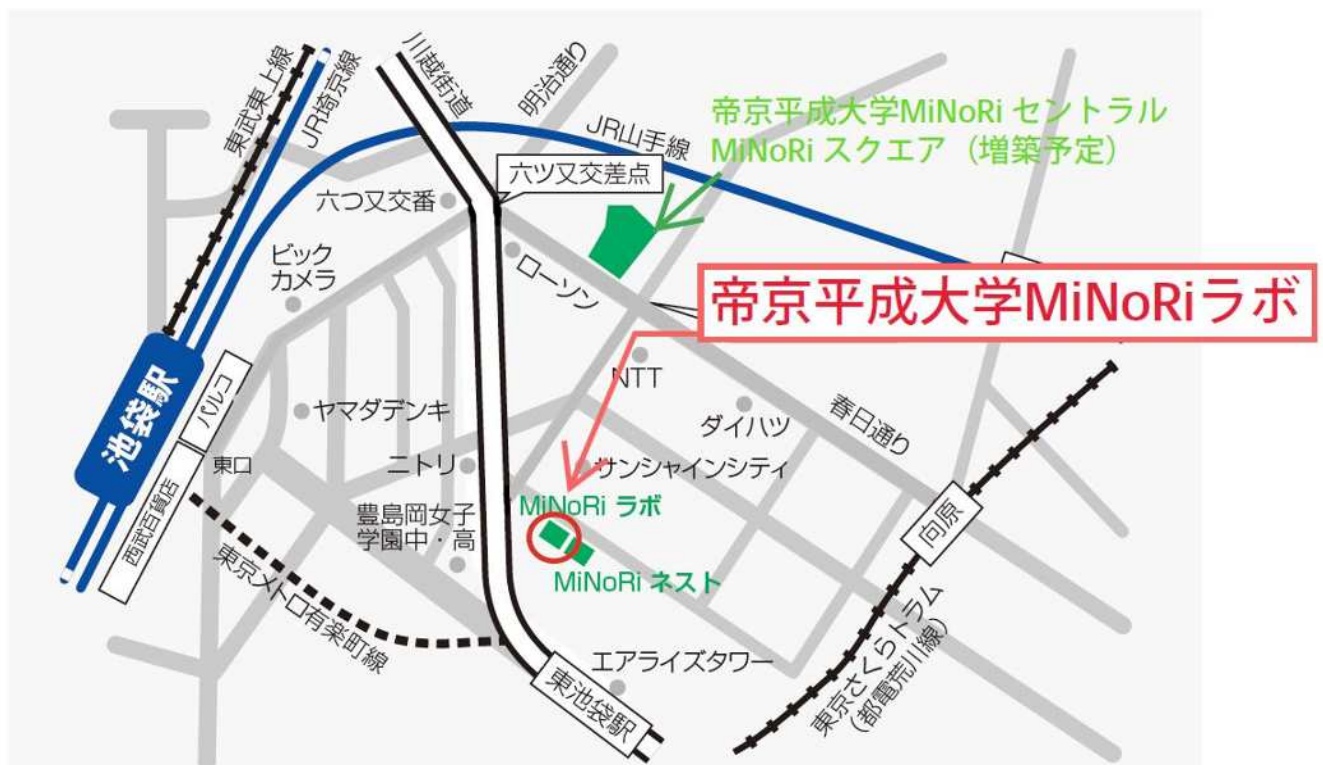 東武東上線
JR埼京線
川越街道
明治通り
JR山手線
帝京平成大学MiNoRi セントラル
MiNoRi スクエア（増築予定）
六ツ又交差点
六つ又交番
ビック
カメラ
ローソン
帝京平成大学MiNoRiラボ
池袋駅
パルコ
西武百貨店
東口
ヤマダデンキ
NTT
ダイハツ
春日通り
ニトリ
サンシャインシティ
豊島岡女子
学園中・高
MiNoRi ラボ
MiNoRi ネスト
向原
東京メトロ有楽町線
エアライズタワー
東池袋駅
東京さくらトラム
（都電荒川線）